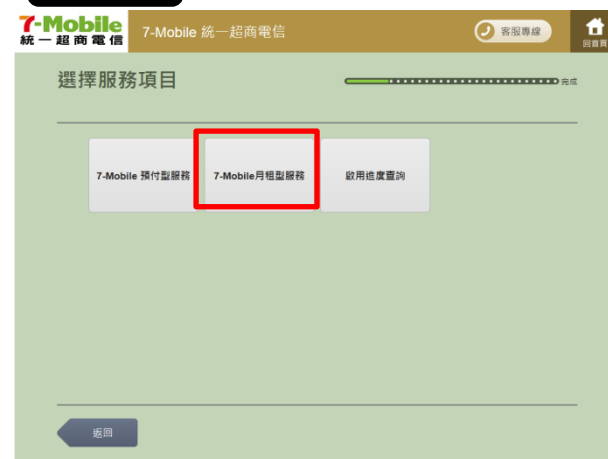 7-Mobile
統一超商電信
7-Mobile 統一超商電信
客服專線
回首頁
選擇服務項目
完成
7-Mobile 預付型服務
7-Mobile月租型服務
啟用進度查詢
返回